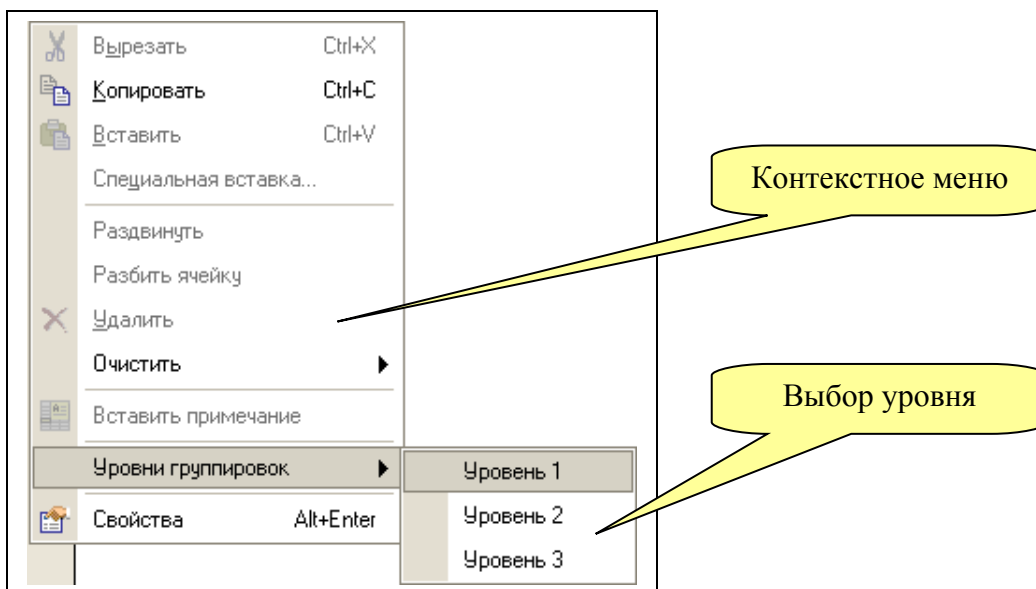 Вырезать Ctrl+X
Копировать Ctrl+C
Вставить Ctrl+V
Специальная вставка...
Раздвинуть
Разбить ячейку
Удалить
Очистить
Вставить примечание
Уровни группировок
Уровень 1
Уровень 2
Уровень 3
Свойства Alt+Enter
Контекстное меню
Выбор уровня